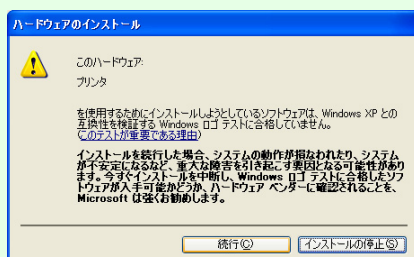 ハードウェアのインストール
このハードウェア:
プリンタ
を使用するためにインストールしようとしているソフトウェアは、Windows XP との
互換性を検証する Windows ロゴ テストに合格していません。
(このテストが重要である理由)
インストールを続行した場合、システムの動作が損なわれたり、システム
が不安定になるなど、重大な障害を引き起こす要因となる可能性があり
ます。今すぐインストールを中断し、Windows ロゴ テストに合格したソフ
トウェアが入手可能かどうか、ハードウェア ベンダーに確認されることを、
Microsoft は強くお勧めします。
続行(C)
インストールの停止(S)